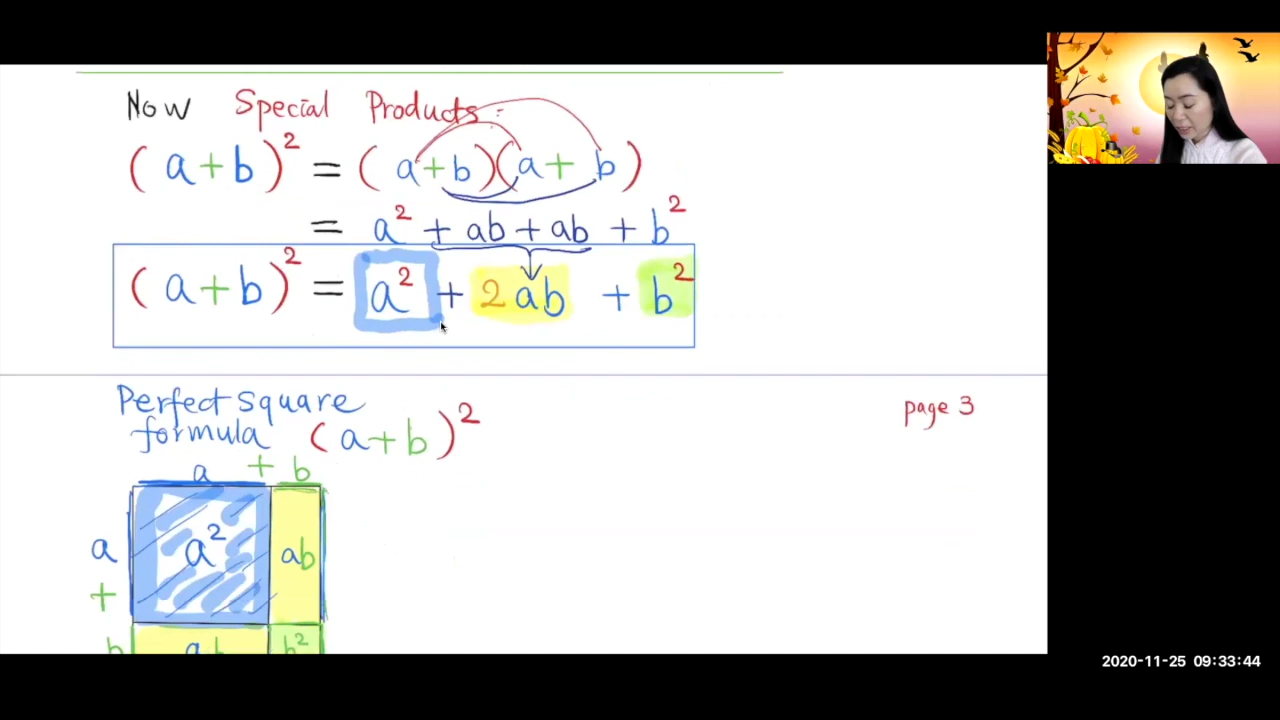 Now Special Products:
(a+b)² = (a+b)(a+b)
= a² + ab + ab + b²
(a+b)² = a² + 2ab + b²
Perfect square
formula (a+b)²
page 3
a + b
a
a² ab
+
b ab b²
2020-11-25 09:33:44